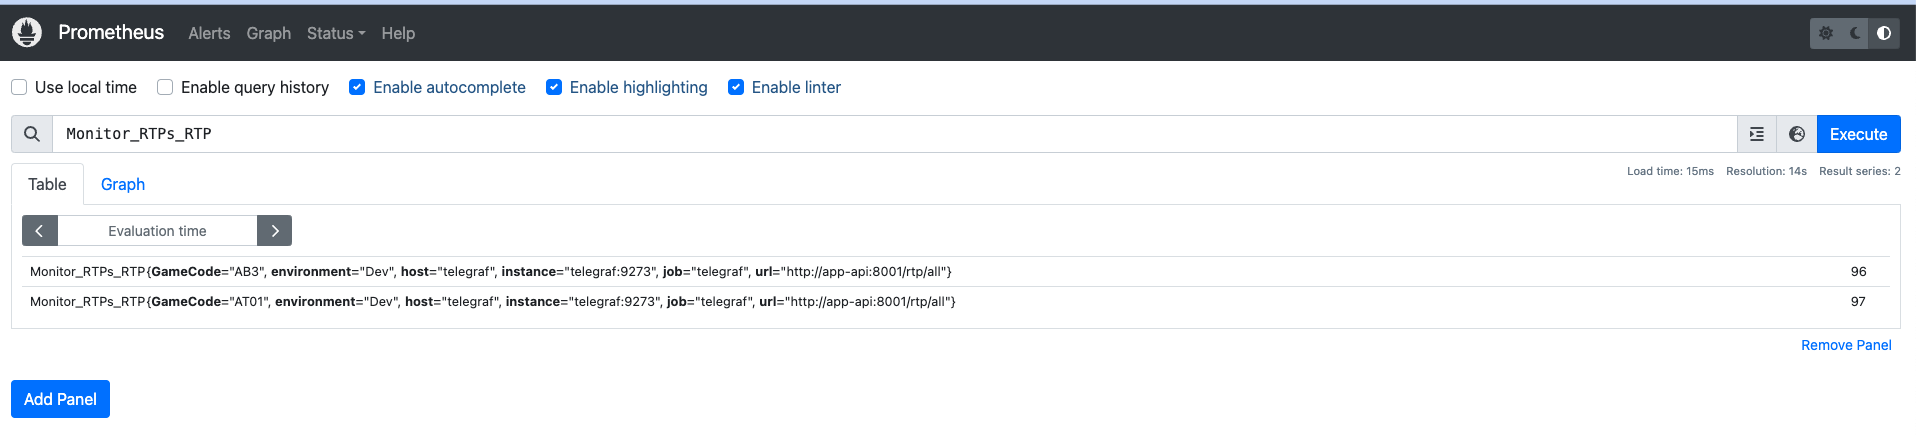 Prometheus Alerts Graph Status Help
Use local time Enable query history Enable autocomplete Enable highlighting Enable linter
Monitor_RTPs_RTP Execute
Table Graph Load time: 15ms Resolution: 14s Result series: 2
Evaluation time
Monitor_RTPs_RTP{GameCode="AB3", environment="Dev", host="telegraf", instance="telegraf:9273", job="telegraf", url="http://app-api:8001/rtp/all"} 96
Monitor_RTPs_RTP{GameCode="AT01", environment="Dev", host="telegraf", instance="telegraf:9273", job="telegraf", url="http://app-api:8001/rtp/all"} 97
Remove Panel
Add Panel